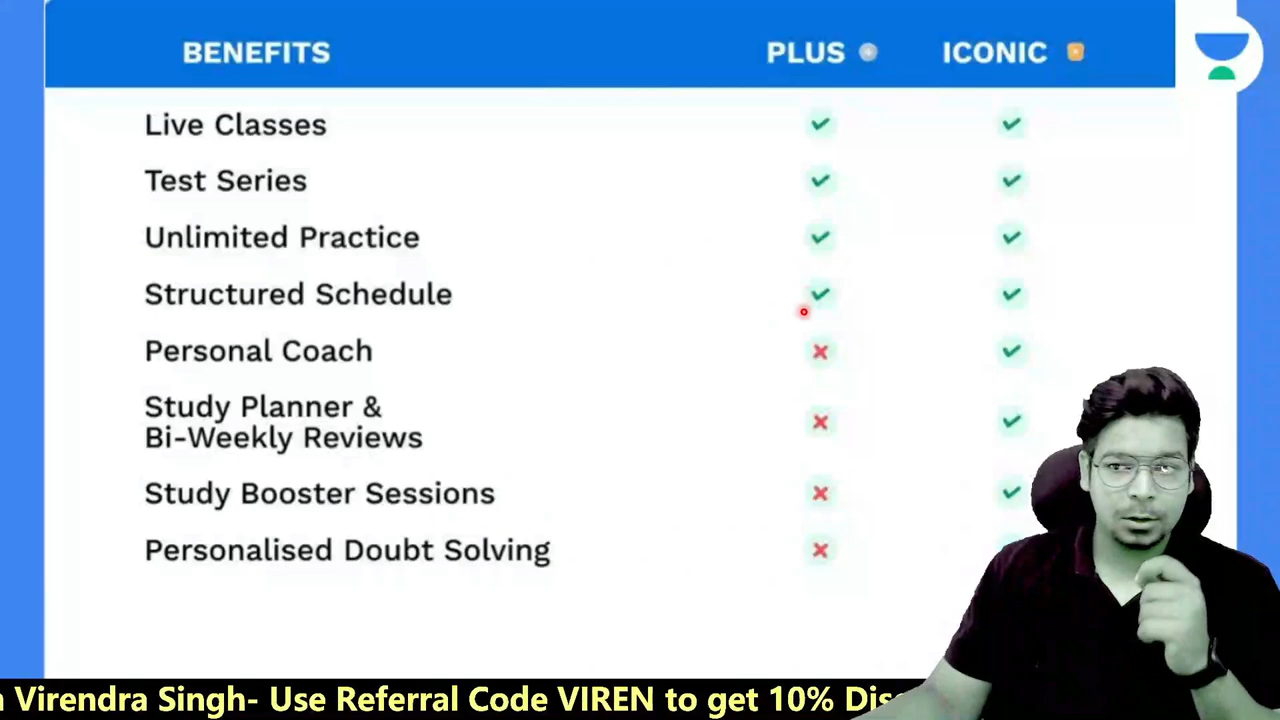 BENEFITS PLUS ICONIC
Live Classes
Test Series
Unlimited Practice
Structured Schedule
Personal Coach
Study Planner &
Bi-Weekly Reviews
Study Booster Sessions
Personalised Doubt Solving
Virendra Singh- Use Referral Code VIREN to get 10%